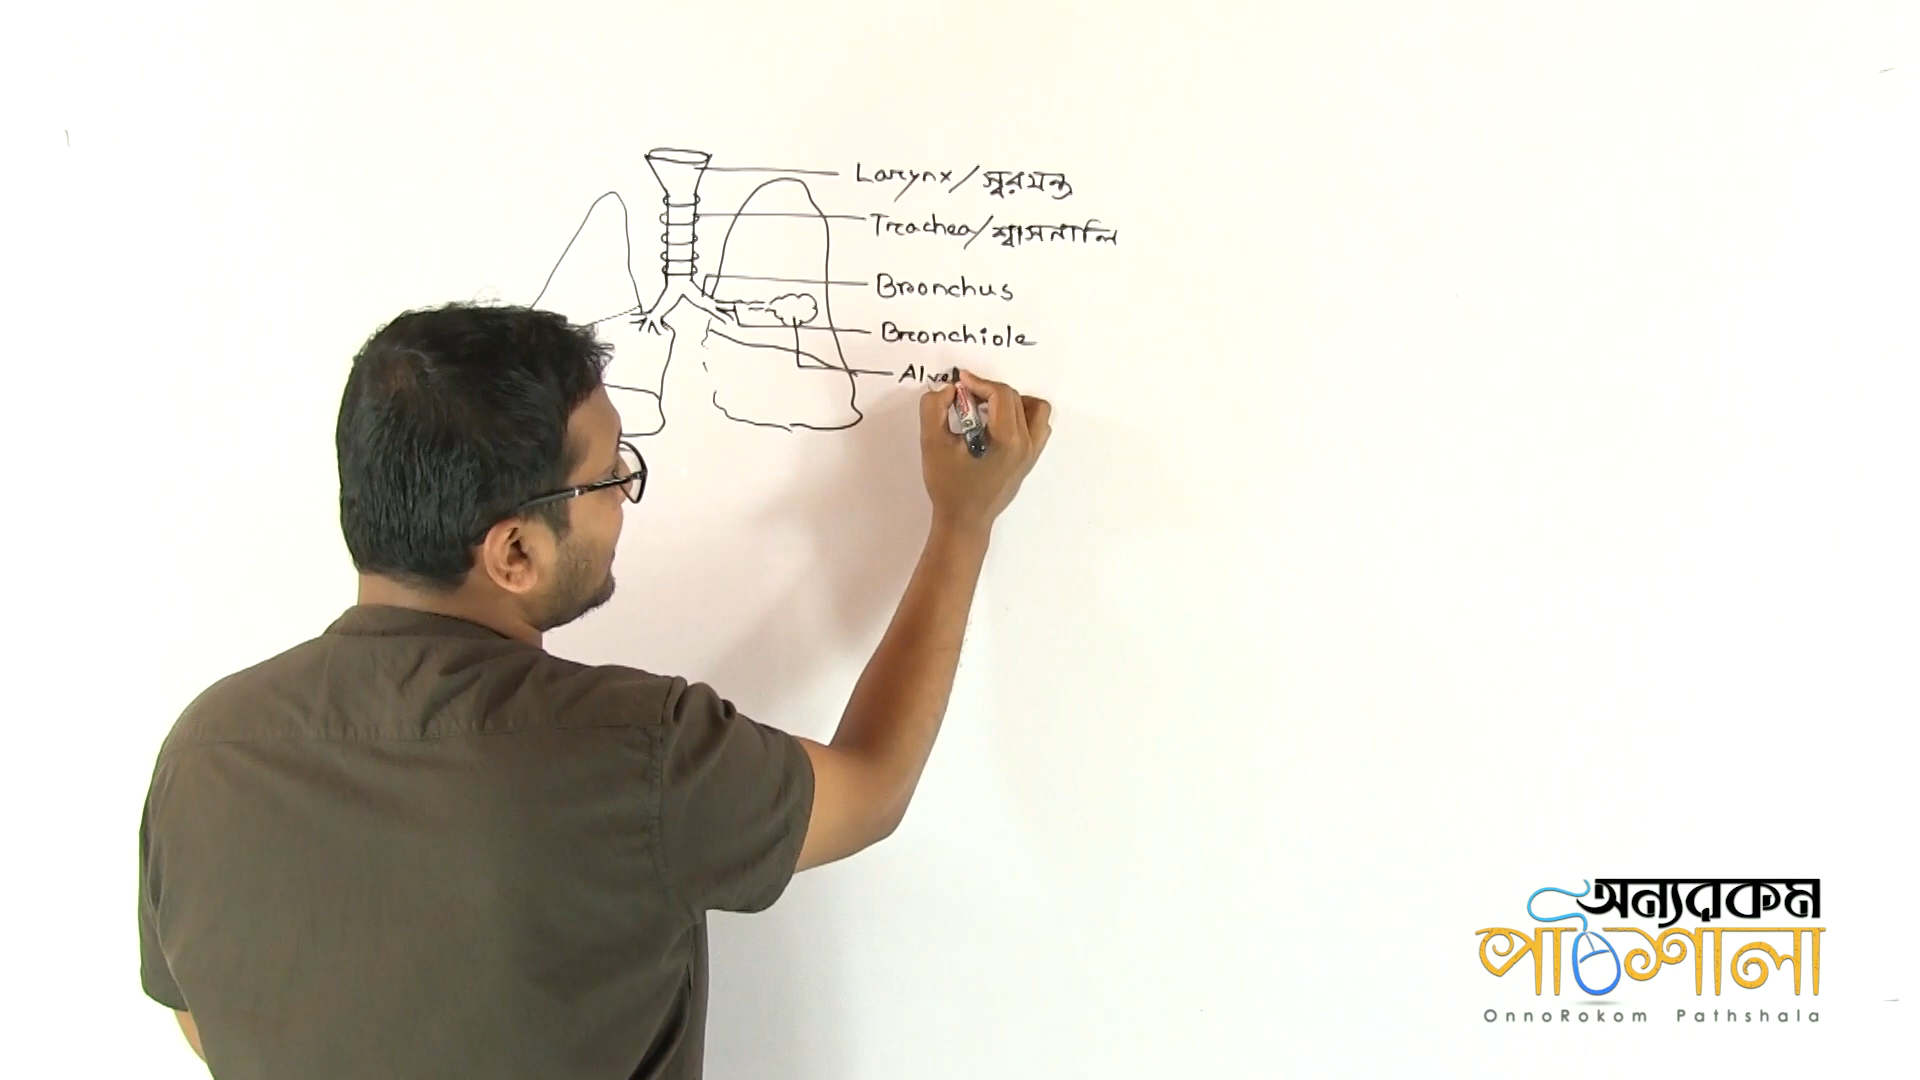 Larynx/স্বরযন্ত্র
Trachea/শ্বাসনালি
Bronchus
Bronchiole
Alve
অন্যরকম
পাঠশালা
OnnoRokom Pathshala